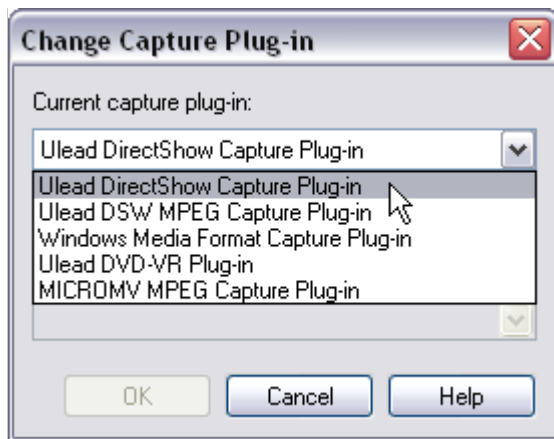 Change Capture Plug-in
Current capture plug-in:
Ulead DirectShow Capture Plug-in
Ulead DirectShow Capture Plug-in
Ulead DSW MPEG Capture Plug-in
Windows Media Format Capture Plug-in
Ulead DVD-VR Plug-in
MICROMV MPEG Capture Plug-in
OK Cancel Help